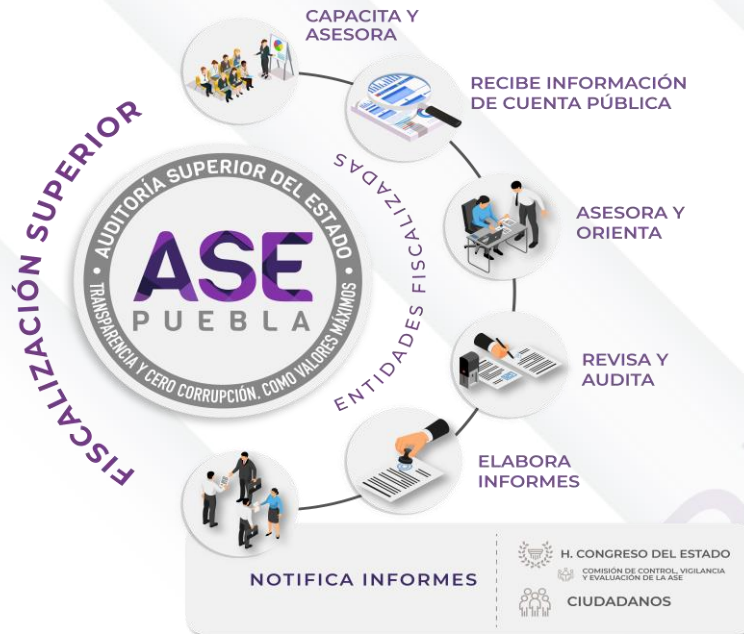 CAPACITA Y
ASESORA
RECIBE INFORMACIÓN
DE CUENTA PÚBLICA
FISCALIZACIÓN SUPERIOR
AUDITORÍA SUPERIOR DEL ESTADO
ASE
PUEBLA
TRANSPARENCIA Y CERO CORRUPCIÓN, COMO VALORES MÁXIMOS
ENTIDADES FISCALIZADAS
ASESORA Y
ORIENTA
REVISA Y
AUDITA
ELABORA
INFORMES
NOTIFICA INFORMES
H. CONGRESO DEL ESTADO
COMISIÓN DE CONTROL, VIGILANCIA
Y EVALUACIÓN DE LA ASE
CIUDADANOS